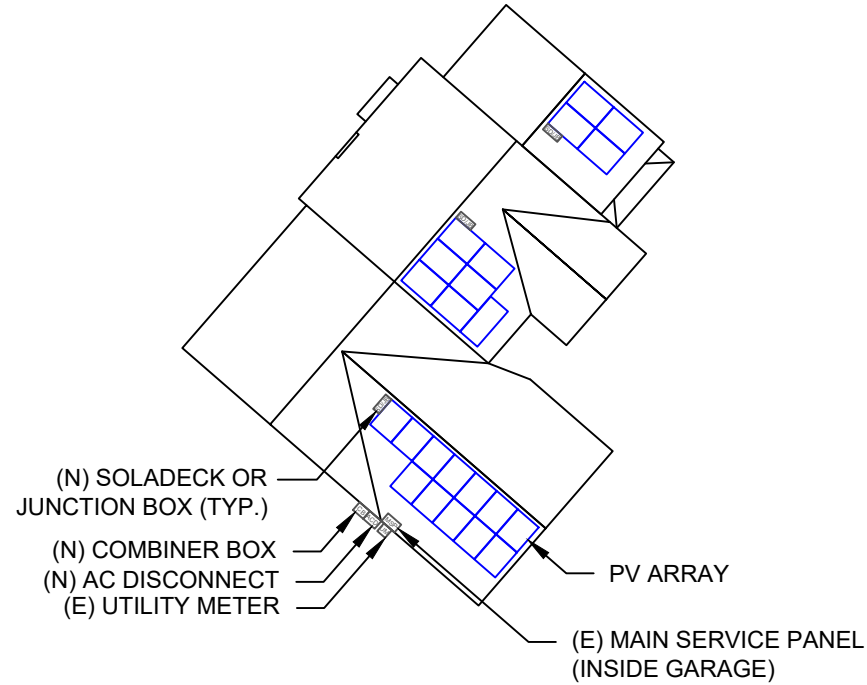 (N) SOLADECK OR
JUNCTION BOX (TYP.)
(N) COMBINER BOX
(N) AC DISCONNECT
(E) UTILITY METER
PV ARRAY
(E) MAIN SERVICE PANEL
(INSIDE GARAGE)